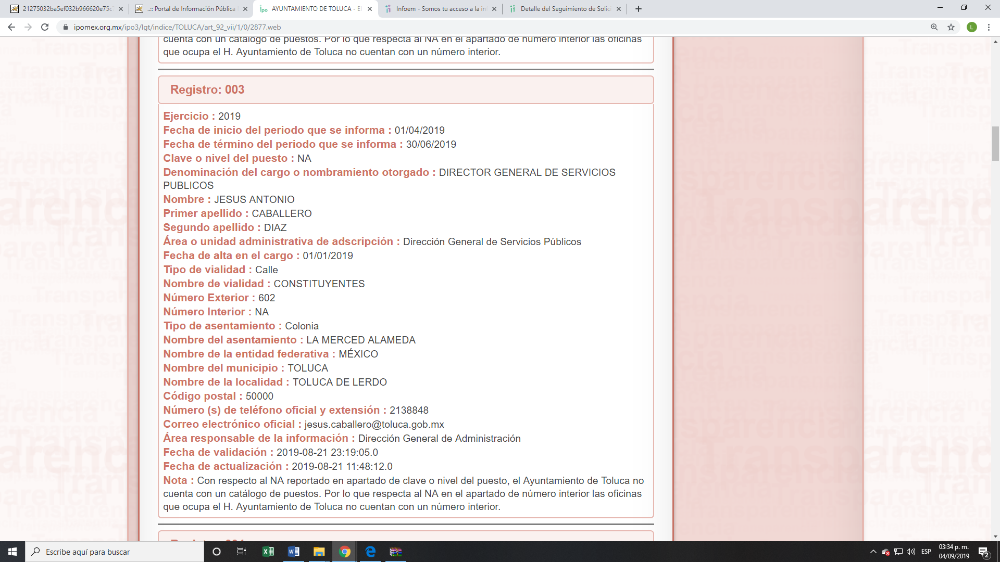 21275032ba5ef032b966620e75c
..:: Portal de Información Pública
AYUNTAMIENTO DE TOLUCA - El
Infoem - Somos tu acceso a la in
Detalle del Seguimiento de Solici
ipomex.org.mx/ipo3/lgt/indice/TOLUCA/art_92_vii/1/0/2877.web
L
cuenta con un catálogo de puestos. Por lo que respecta al NA en el apartado de número interior las oficinas
que ocupa el H. Ayuntamiento de Toluca no cuentan con un número interior.
Registro: 003
Ejercicio : 2019
Fecha de inicio del periodo que se informa : 01/04/2019
Fecha de término del periodo que se informa : 30/06/2019
Clave o nivel del puesto : NA
Denominación del cargo o nombramiento otorgado : DIRECTOR GENERAL DE SERVICIOS
PUBLICOS
Nombre : JESUS ANTONIO
Primer apellido : CABALLERO
Segundo apellido : DIAZ
Área o unidad administrativa de adscripción : Dirección General de Servicios Públicos
Fecha de alta en el cargo : 01/01/2019
Tipo de vialidad : Calle
Nombre de vialidad : CONSTITUYENTES
Número Exterior : 602
Número Interior : NA
Tipo de asentamiento : Colonia
Nombre del asentamiento : LA MERCED ALAMEDA
Nombre de la entidad federativa : MÉXICO
Nombre del municipio : TOLUCA
Nombre de la localidad : TOLUCA DE LERDO
Código postal : 50000
Número (s) de teléfono oficial y extensión : 2138848
Correo electrónico oficial : jesus.caballero@toluca.gob.mx
Área responsable de la información : Dirección General de Administración
Fecha de validación : 2019-08-21 23:19:05.0
Fecha de actualización : 2019-08-21 11:48:12.0
Nota : Con respecto al NA reportado en apartado de clave o nivel del puesto, el Ayuntamiento de Toluca no
cuenta con un catálogo de puestos. Por lo que respecta al NA en el apartado de número interior las oficinas
que ocupa el H. Ayuntamiento de Toluca no cuentan con un número interior.
Escribe aquí para buscar
ESP
03:34 p. m.
04/09/2019
2